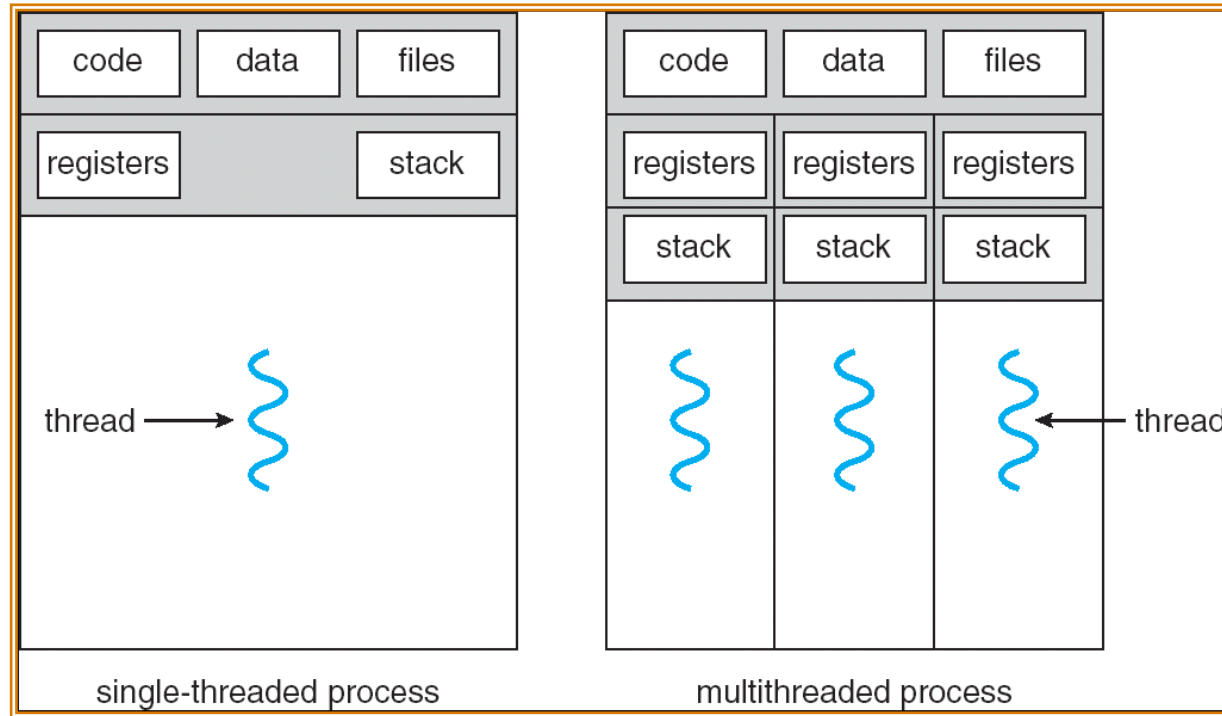 code data files
registers stack
thread
single-threaded process
code data files
registers registers registers
stack stack stack
thread
multithreaded process